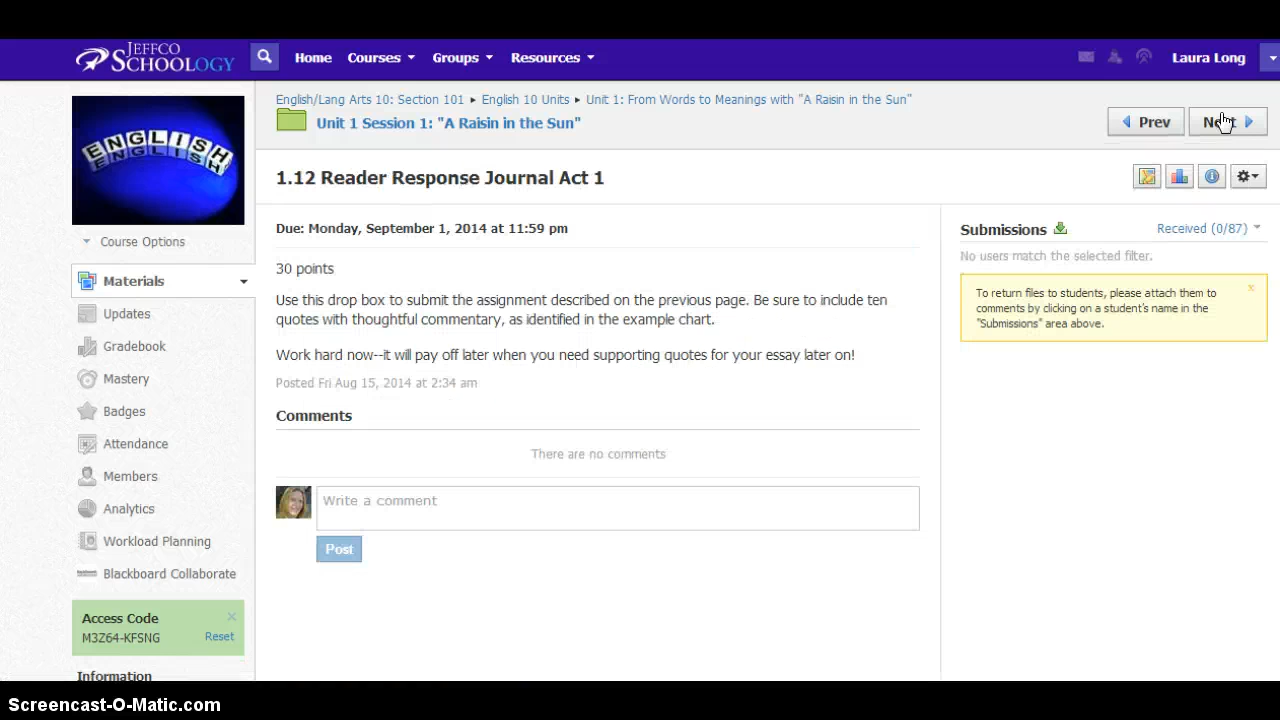 JEFFCO
SCHOOLOGY
Home Courses Groups Resources
Laura Long
ENGLISH
English/Lang Arts 10: Section 101 ▸ English 10 Units ▸ Unit 1: From Words to Meanings with "A Raisin in the Sun"
Unit 1 Session 1: "A Raisin in the Sun"
Prev Next
1.12 Reader Response Journal Act 1
Course Options
Materials
Updates
Gradebook
Mastery
Badges
Attendance
Members
Analytics
Workload Planning
Blackboard Collaborate
Access Code x
M3Z64-KFSNG Reset
Information
Due: Monday, September 1, 2014 at 11:59 pm
30 points
Use this drop box to submit the assignment described on the previous page. Be sure to include ten
quotes with thoughtful commentary, as identified in the example chart.
Work hard now--it will pay off later when you need supporting quotes for your essay later on!
Posted Fri Aug 15, 2014 at 2:34 am
Comments
There are no comments
Write a comment
Post
Submissions Received (0/87)
No users match the selected filter.
To return files to students, please attach them to x
comments by clicking on a student's name in the
"Submissions" area above.
Screencast-O-Matic.com